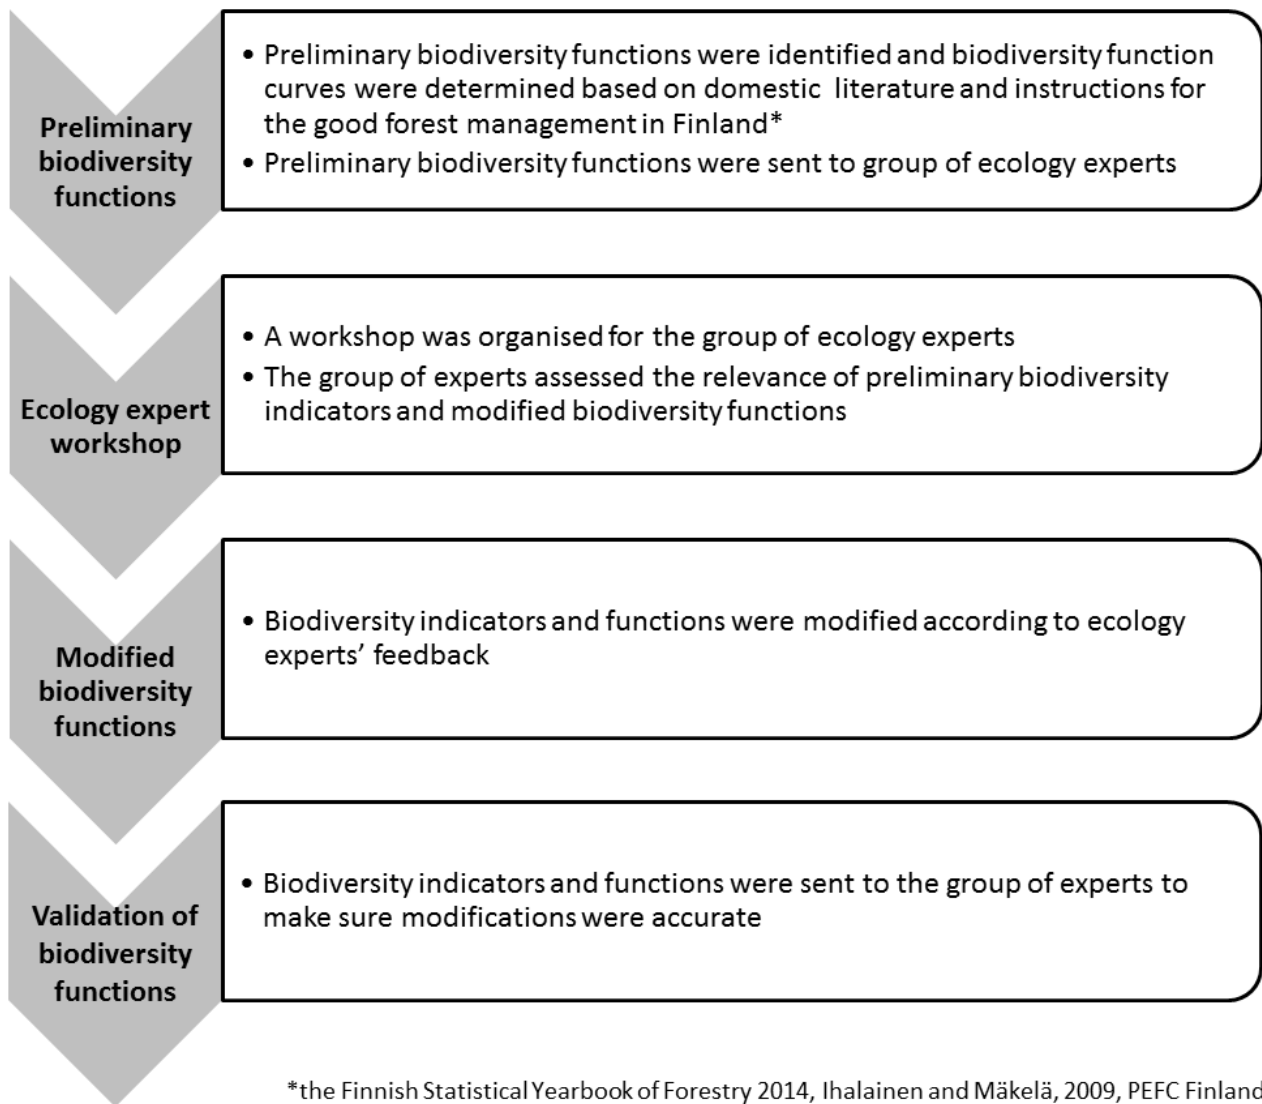 Preliminary
biodiversity
functions
• Preliminary biodiversity functions were identified and biodiversity function
curves were determined based on domestic literature and instructions for
the good forest management in Finland*
• Preliminary biodiversity functions were sent to group of ecology experts
Ecology expert
workshop
• A workshop was organised for the group of ecology experts
• The group of experts assessed the relevance of preliminary biodiversity
indicators and modified biodiversity functions
Modified
biodiversity
functions
• Biodiversity indicators and functions were modified according to ecology
experts’ feedback
Validation of
biodiversity
functions
• Biodiversity indicators and functions were sent to the group of experts to
make sure modifications were accurate
*the Finnish Statistical Yearbook of Forestry 2014, Ihalainen and Mäkelä, 2009, PEFC Finland